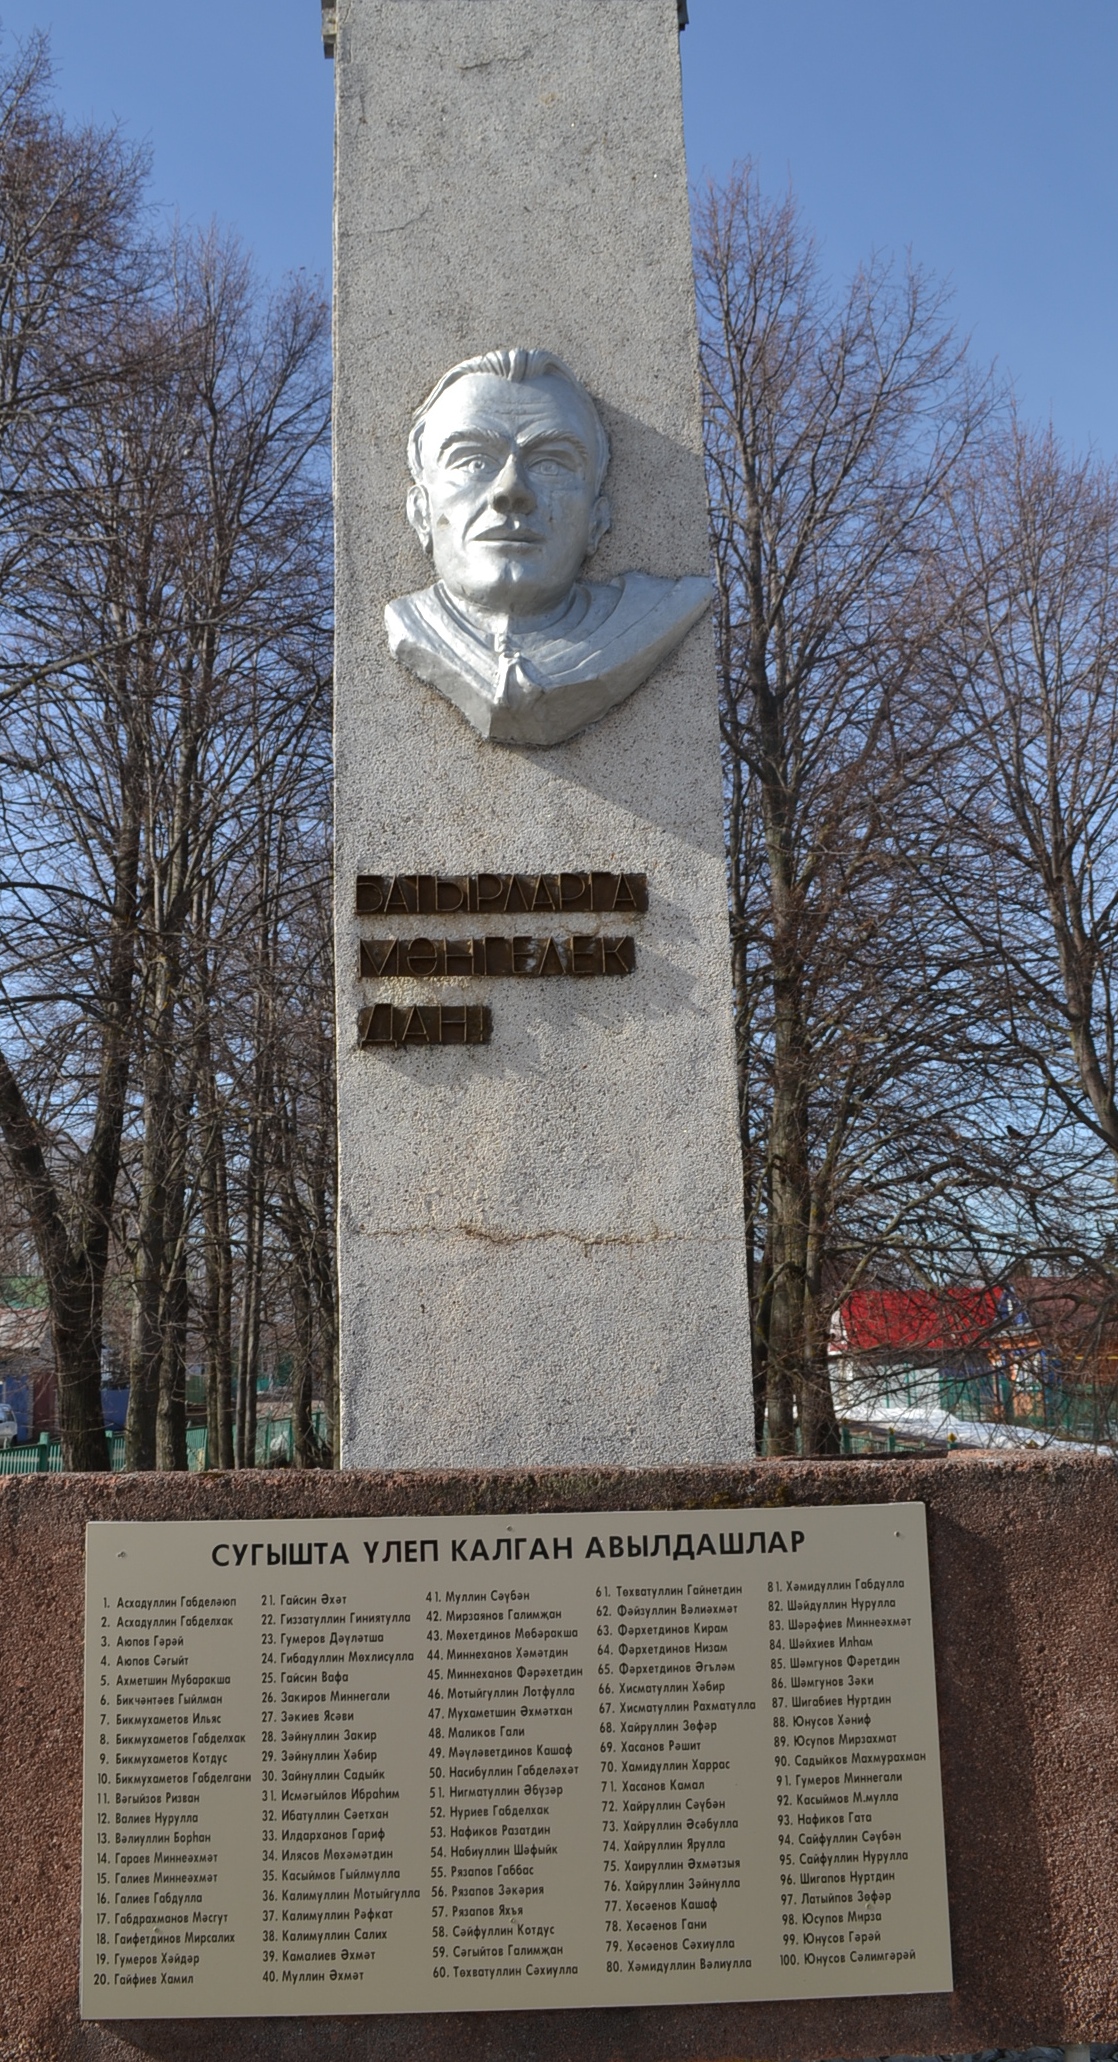 БАТЫРЛАРГА
МӘҢГЕЛЕК
ДАН!
СУГЫШТА ҮЛЕП КАЛГАН АВЫЛДАШЛАР
1. Асхадуллин Габделәюп
2. Асхадуллин Габделхак
3. Аюпов Гәрәй
4. Аюпов Сәгыйт
5. Ахметшин Мубаракша
6. Бикчәнтәев Гыйлман
7. Бикмухаметов Ильяс
8. Бикмухаметов Габделхак
9. Бикмухаметов Котдус
10. Бикмухаметов Габделгани
11. Вәгыйзов Ризван
12. Валиев Нурулла
13. Вәлиуллин Борһан
14. Гараев Миннеәхмәт
15. Галиев Миннеәхмәт
16. Галиев Габдулла
17. Габдрахманов Мәсгут
18. Гаифетдинов Мирсалих
19. Гумеров Хәйдәр
20. Гайфиев Хамил
21. Гайсин Әхәт
22. Гиззатуллин Гиниятулла
23. Гумеров Дәүләтша
24. Гибадуллин Мөхлисулла
25. Гайсин Вафа
26. Закиров Миннегали
27. Зәкиев Ясәви
28. Зәйнуллин Закир
29. Зәйнуллин Хәбир
30. Зайнуллин Садыйк
31. Исмәгыйлов Ибраһим
32. Ибатуллин Сәетхан
33. Илдарханов Гариф
34. Илясов Мөхәмәтдин
35. Касыймов Гыйлмулла
36. Калимуллин Мотыйгулла
37. Калимуллин Рәфкат
38. Калимуллин Салих
39. Камалиев Әхмәт
40. Муллин Әхмәт
41. Муллин Сәүбән
42. Мирзаянов Галимҗан
43. Мөхетдинов Мөбәракша
44. Миннеханов Хәмәтдин
45. Миннеханов Фәрәхетдин
46. Мотыйгуллин Лотфулла
47. Мухаметшин Әхмәтхан
48. Маликов Гали
49. Мәүләветдинов Кашаф
50. Насибуллин Габделәхәт
51. Нигматуллин Әбүзәр
52. Нуриев Габделхак
53. Нафиков Разатдин
54. Набиуллин Шәфыйк
55. Рязапов Габбас
56. Рязапов Зәкәрия
57. Рязапов Яхъя
58. Сәйфуллин Котдус
59. Сәгыйтов Галимҗан
60. Төхватуллин Сәхиулла
61. Төхватуллин Гайнетдин
62. Фәйзуллин Вәлиәхмәт
63. Фәрхетдинов Кирам
64. Фәрхетдинов Низам
65. Фәрхетдинов Әгъләм
66. Хисматуллин Хәбир
67. Хисматуллин Рахматулла
68. Хайруллин Зөфәр
69. Хасанов Рәшит
70. Хамидуллин Харрас
71. Хасанов Камал
72. Хайруллин Сәүбән
73. Хайруллин Әсәбулла
74. Хайруллин Ярулла
75. Хаируллин Әхмәтзыя
76. Хайруллин Зәйнулла
77. Хөсәенов Кашаф
78. Хөсәенов Гани
79. Хөсәенов Сәхиулла
80. Хәмидуллин Вәлиулла
81. Хәмидуллин Габдулла
82. Шәйдуллин Нурулла
83. Шәрәфиев Миннеәхмәт
84. Шәйхиев Илһам
85. Шәмгунов Фәретдин
86. Шәмгунов Зәки
87. Шигабиев Нуртдин
88. Юнусов Хәниф
89. Юсупов Мирзахмат
90. Садыйков Махмурахман
91. Гумеров Миннегали
92. Касыймов М.мулла
93. Нафиков Гата
94. Сайфуллин Сәүбән
95. Сайфуллин Нурулла
96. Шигапов Нуртдин
97. Латыйпов Зөфәр
98. Юсупов Мирза
99. Юнусов Гәрәй
100. Юнусов Сәлимгәрәй